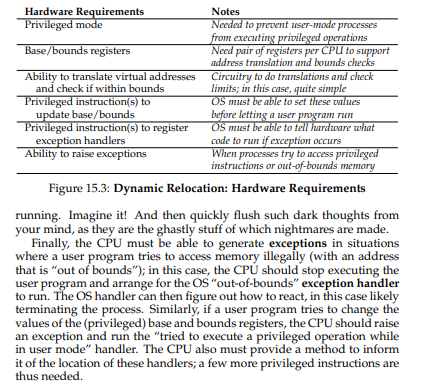 Hardware Requirements Notes
Privileged mode Needed to prevent user-mode processes
from executing privileged operations
Base/bounds registers Need pair of registers per CPU to support
address translation and bounds checks
Ability to translate virtual addresses Circuitry to do translations and check
and check if within bounds limits; in this case, quite simple
Privileged instruction(s) to OS must be able to set these values
update base/bounds before letting a user program run
Privileged instruction(s) to register OS must be able to tell hardware what
exception handlers code to run if exception occurs
Ability to raise exceptions When processes try to access privileged
instructions or out-of-bounds memory
Figure 15.3: Dynamic Relocation: Hardware Requirements
running. Imagine it! And then quickly flush such dark thoughts from
your mind, as they are the ghastly stuff of which nightmares are made.
Finally, the CPU must be able to generate exceptions in situations
where a user program tries to access memory illegally (with an address
that is “out of bounds”); in this case, the CPU should stop executing the
user program and arrange for the OS “out-of-bounds” exception handler
to run. The OS handler can then figure out how to react, in this case likely
terminating the process. Similarly, if a user program tries to change the
values of the (privileged) base and bounds registers, the CPU should raise
an exception and run the “tried to execute a privileged operation while
in user mode” handler. The CPU also must provide a method to inform
it of the location of these handlers; a few more privileged instructions are
thus needed.